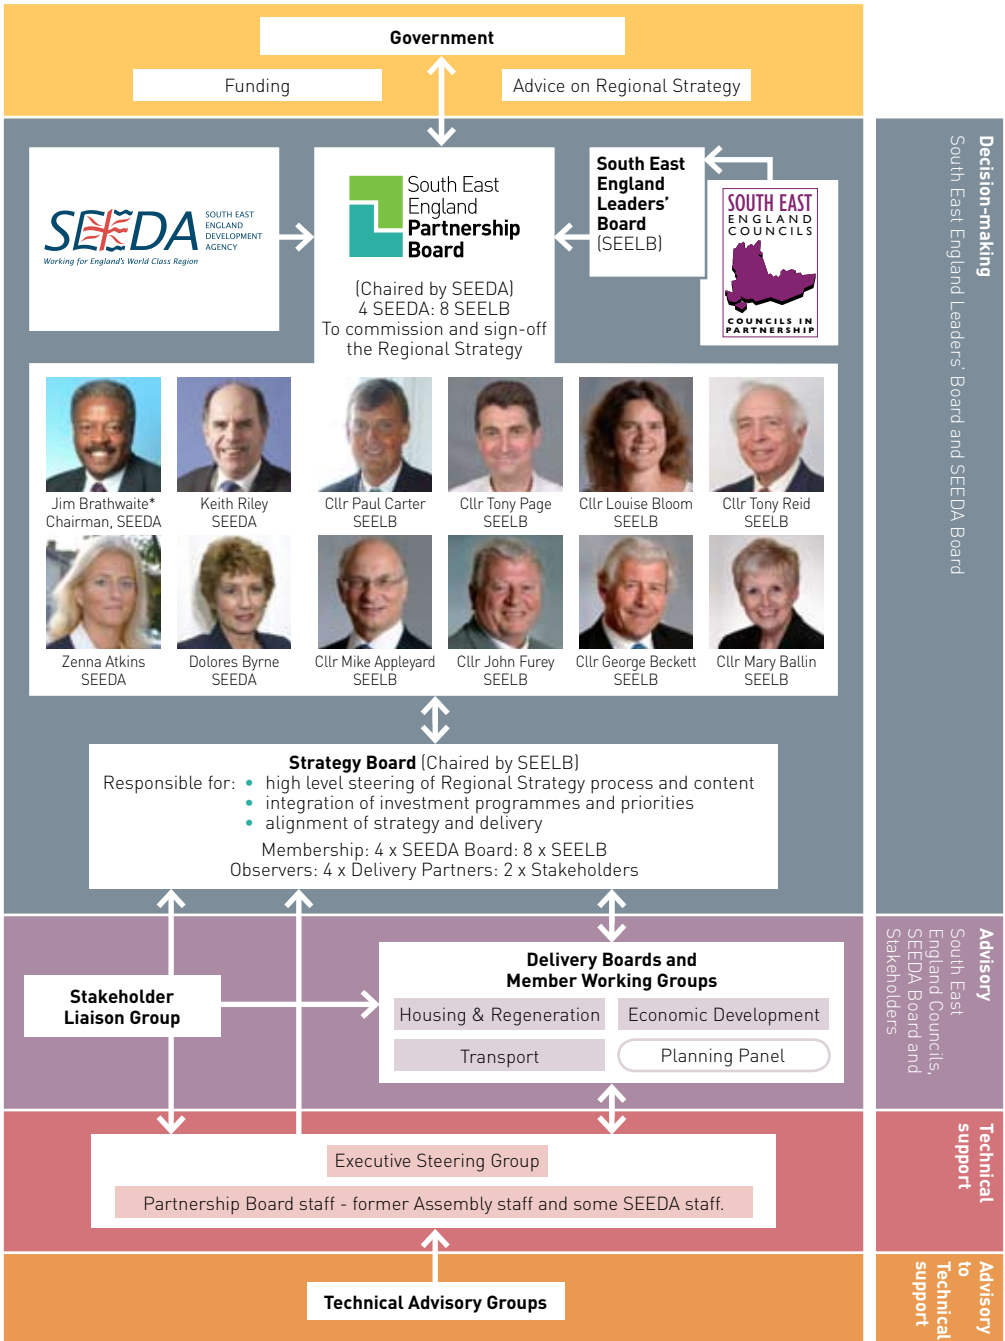 Government
Funding
Advice on Regional Strategy
SEEDA
SOUTH EAST
ENGLAND
DEVELOPMENT
AGENCY
Working for England's World Class Region
South East
England
Partnership
Board
(Chaired by SEEDA)
4 SEEDA: 8 SEELB
To commission and sign-off
the Regional Strategy
South East
England
Leaders'
Board
(SEELB)
SOUTH EAST
ENGLAND
COUNCILS
COUNCILS IN
PARTNERSHIP
Jim Brathwaite*
Chairman, SEEDA
Keith Riley
SEEDA
Cllr Paul Carter
SEELB
Cllr Tony Page
SEELB
Cllr Louise Bloom
SEELB
Cllr Tony Reid
SEELB
Zenna Atkins
SEEDA
Dolores Byrne
SEEDA
Cllr Mike Appleyard
SEELB
Cllr John Furey
SEELB
Cllr George Beckett
SEELB
Cllr Mary Ballin
SEELB
Strategy Board (Chaired by SEELB)
Responsible for: • high level steering of Regional Strategy process and content
• integration of investment programmes and priorities
• alignment of strategy and delivery
Membership: 4 x SEEDA Board: 8 x SEELB
Observers: 4 x Delivery Partners: 2 x Stakeholders
Stakeholder
Liaison Group
Delivery Boards and
Member Working Groups
Housing & Regeneration
Economic Development
Transport
Planning Panel
Executive Steering Group
Partnership Board staff - former Assembly staff and some SEEDA staff.
Technical Advisory Groups
Decision-making
South East England Leaders' Board and SEEDA Board
Advisory
South East
England Councils,
SEEDA Board and
Stakeholders
Technical
support
Advisory
to
Technical
support